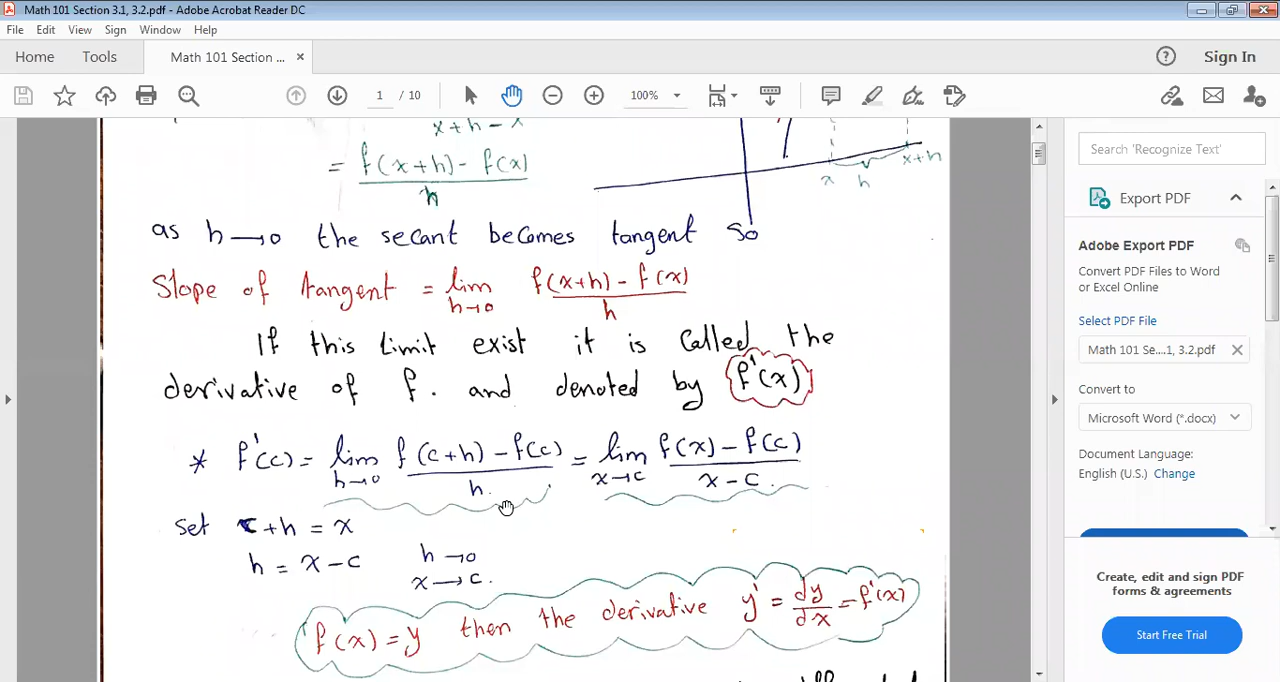 Math 101 Section 3.1, 3.2.pdf - Adobe Acrobat Reader DC
File Edit View Sign Window Help
Home Tools Math 101 Section ... ×
? Sign In
1 / 10 100%
x+h-x
= f(x+h) - f(x) / h
x h x+h
as h→0 the secant becomes tangent so
Slope of tangent = lim h→0 f(x+h) - f(x) / h
If this limit exist it is called the
derivative of f. and denoted by f'(x)
* f'(c) = lim h→0 f(c+h) - f(c) / h. = lim x→c f(x) - f(c) / x-c.
set c+h = x
h = x-c h→0
x→c.
f(x) = y then the derivative y' = dy/dx = f'(x)
Search 'Recognize Text'
Export PDF
Adobe Export PDF
Convert PDF Files to Word
or Excel Online
Select PDF File
Math 101 Se....1, 3.2.pdf ×
Convert to
Microsoft Word (*.docx)
Document Language:
English (U.S.) Change
Create, edit and sign PDF
forms & agreements
Start Free Trial